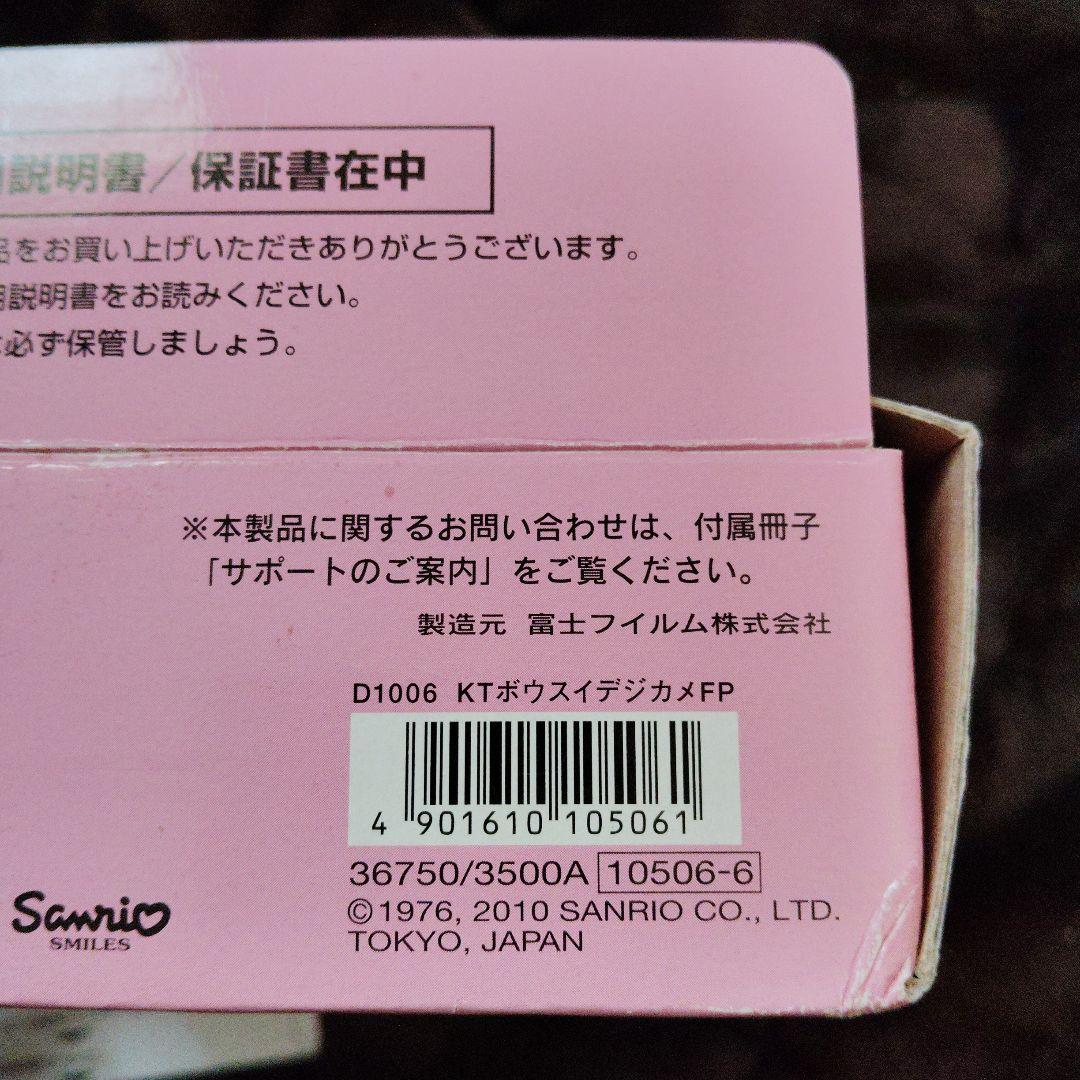 説明書/保証書在中
品をお買い上げいただきありがとうございます。
説明書をお読みください。
必ず保管しましょう。
※本製品に関するお問い合わせは、付属冊子
「サポートのご案内」をご覧ください。
製造元 富士フイルム株式会社
D1006 KTボウスイデジカメFP
4 901610 105061
36750/3500A 10506-6
©1976, 2010 SANRIO CO., LTD.
TOKYO, JAPAN
Sanrio
SMILES